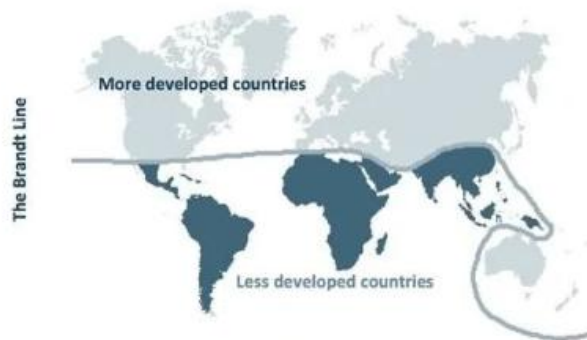 The Brandt Line
More developed countries
Less developed countries